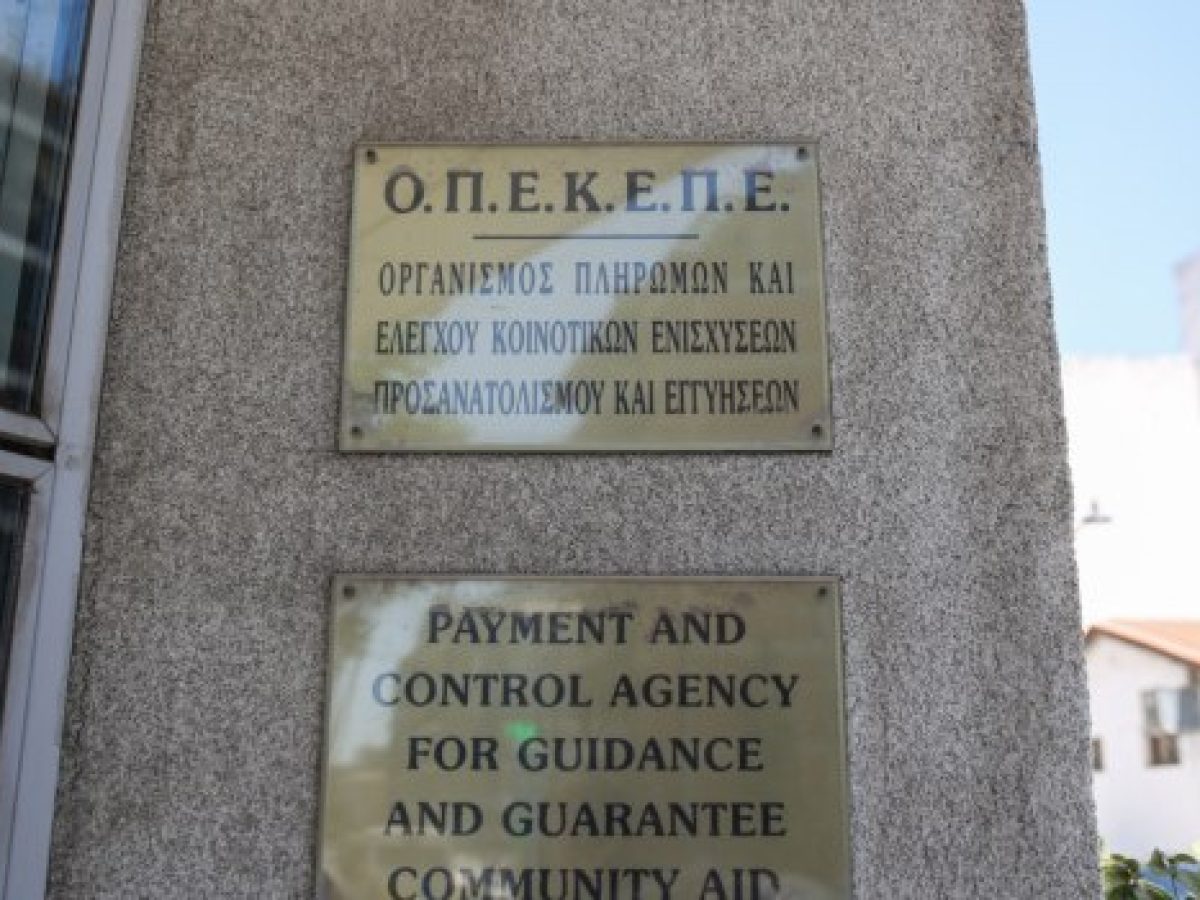 Ο.Π.Ε.Κ.Ε.Π.Ε.
ΟΡΓΑΝΙΣΜΟΣ ΠΛΗΡΩΜΩΝ ΚΑΙ
ΕΛΕΓΧΟΥ ΚΟΙΝΟΤΙΚΩΝ ΕΝΙΣΧΥΣΕΩΝ
ΠΡΟΣΑΝΑΤΟΛΙΣΜΟΥ ΚΑΙ ΕΓΓΥΗΣΕΩΝ
PAYMENT AND
CONTROL AGENCY
FOR GUIDANCE
AND GUARANTEE
COMMUNITY AID